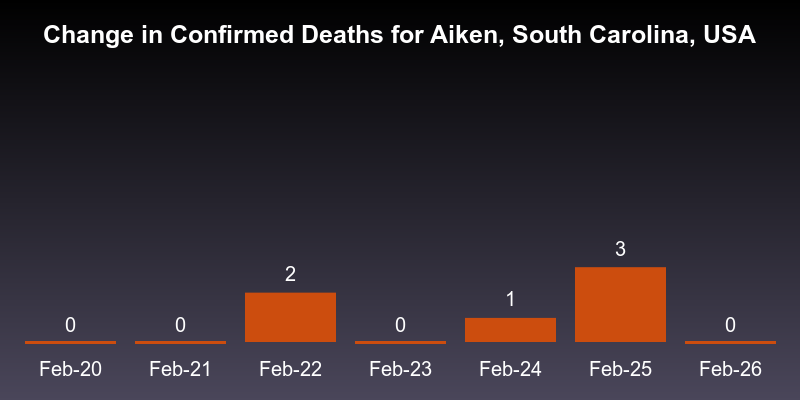 Change in Confirmed Deaths for Aiken, South Carolina, USA
0 0 2 0 1 3 0
Feb-20 Feb-21 Feb-22 Feb-23 Feb-24 Feb-25 Feb-26